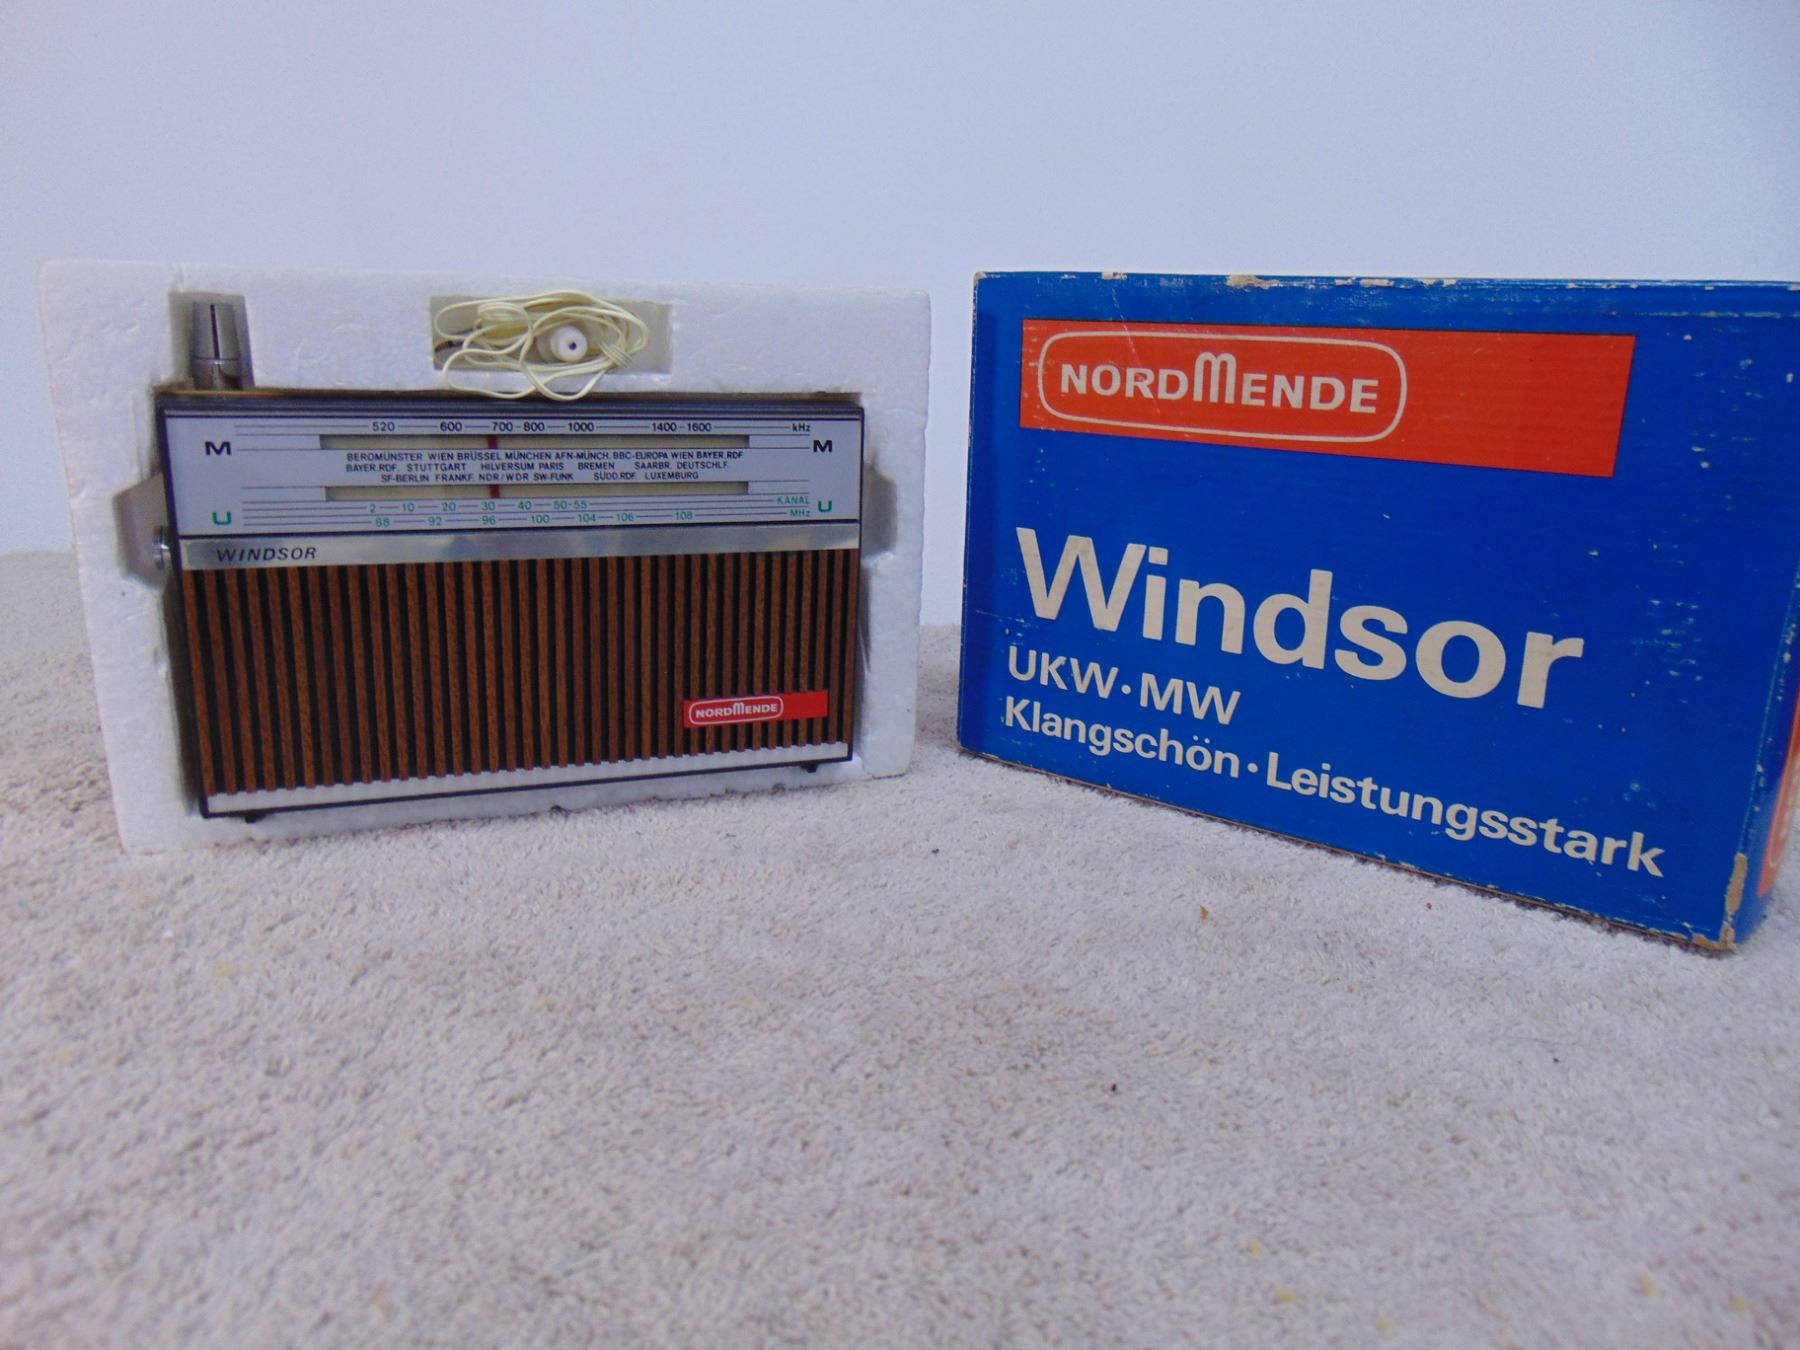 520 600 700 800 1000 1400 1600 kHz
M M
BEROMÜNSTER WIEN BRÜSSEL MÜNCHEN AFN-MÜNCH. BBC-EUROPA WIEN BAYER.RDF
BAYER.RDF. STUTTGART HILVERSUM PARIS BREMEN SAARBR. DEUTSCHLF.
SF-BERLIN FRANKF. NDR/WDR SW-FUNK SÜDD.RDF. LUXEMBURG
2 10 20 30 40 50-55 KANAL
U U
88 92 96 100 104 106 108 MHz
WINDSOR
NORDMENDE
NORDMENDE
Windsor
UKW·MW
Klangschön·Leistungsstark